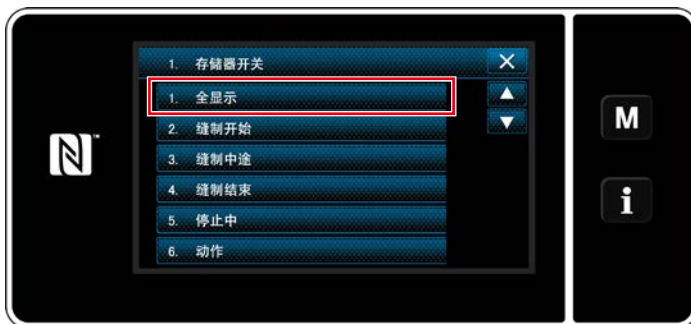 1. 存储器开关
1. 全显示
2. 缝制开始
3. 缝制中途
4. 缝制结束
5. 停止中
6. 动作
M
i